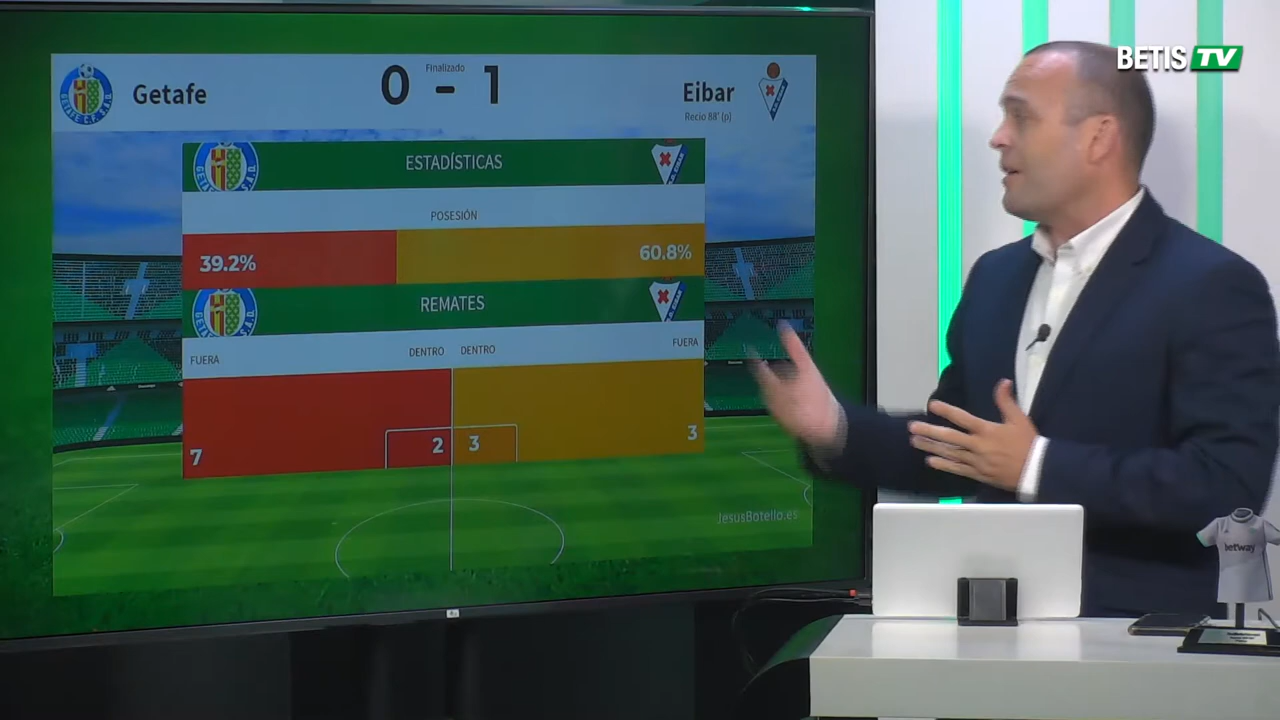 BETIS TV
Getafe
0 - 1
Finalizado
Eibar
Recio 88' (p)
ESTADÍSTICAS
POSESIÓN
39.2%
60.8%
REMATES
FUERA
DENTRO
DENTRO
FUERA
7
2
3
3
JesusBotello.es
betway